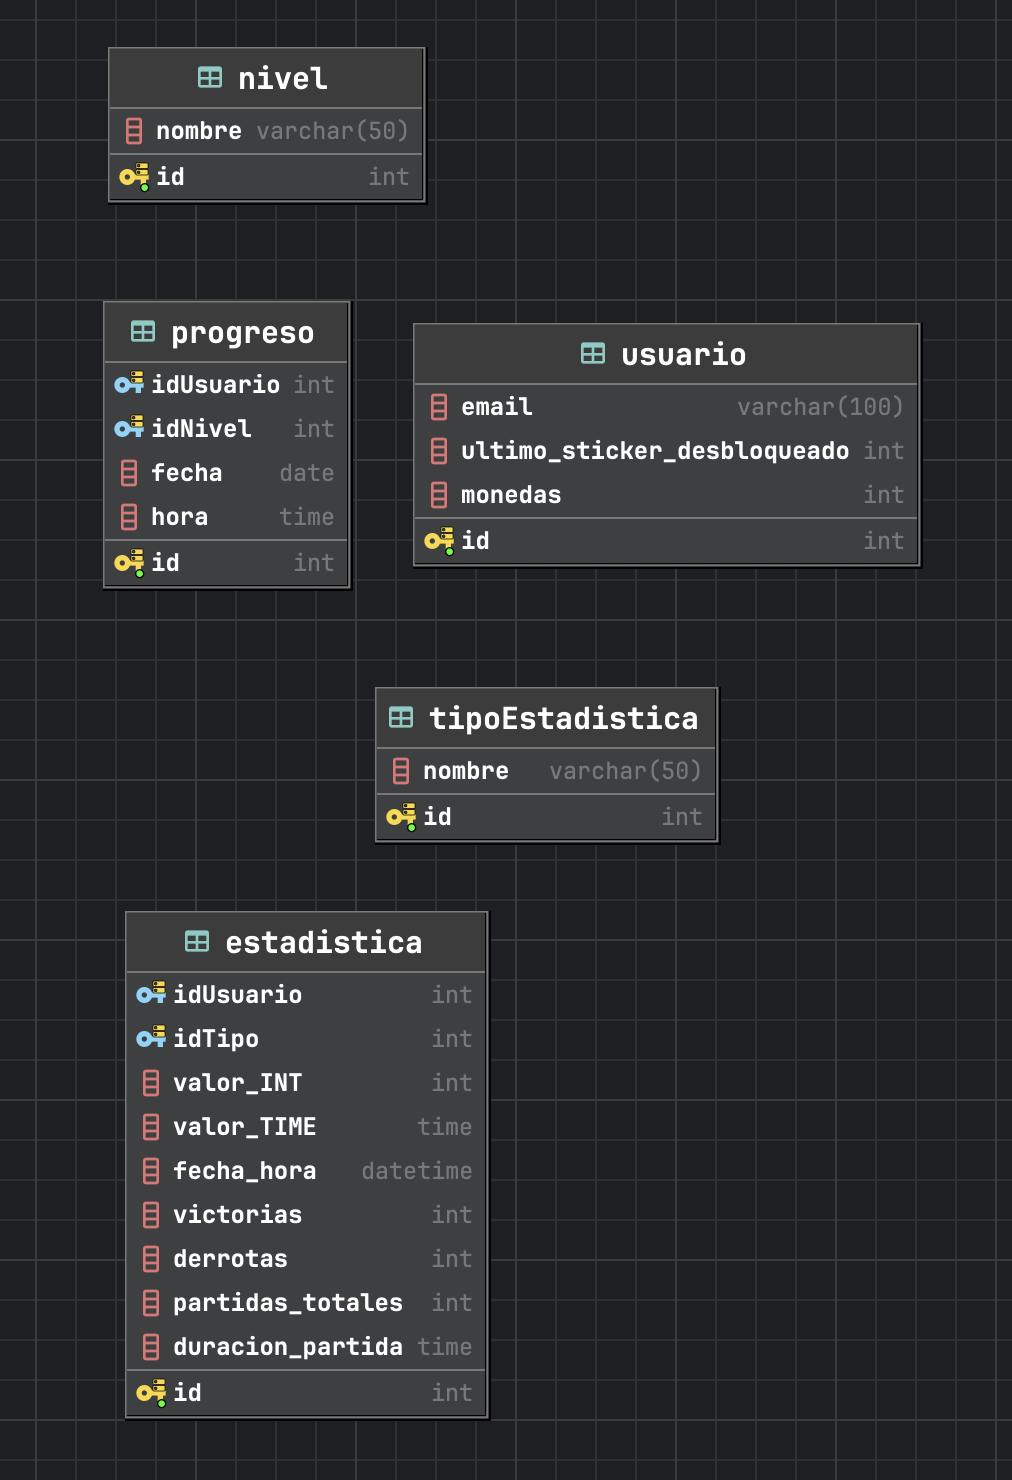 nivel
nombre varchar(50)
id int
progreso
idUsuario int
idNivel int
fecha date
hora time
id int
usuario
email varchar(100)
ultimo_sticker_desbloqueado int
monedas int
id int
tipoEstadistica
nombre varchar(50)
id int
estadistica
idUsuario int
idTipo int
valor_INT int
valor_TIME time
fecha_hora datetime
victorias int
derrotas int
partidas_totales int
duracion_partida time
id int